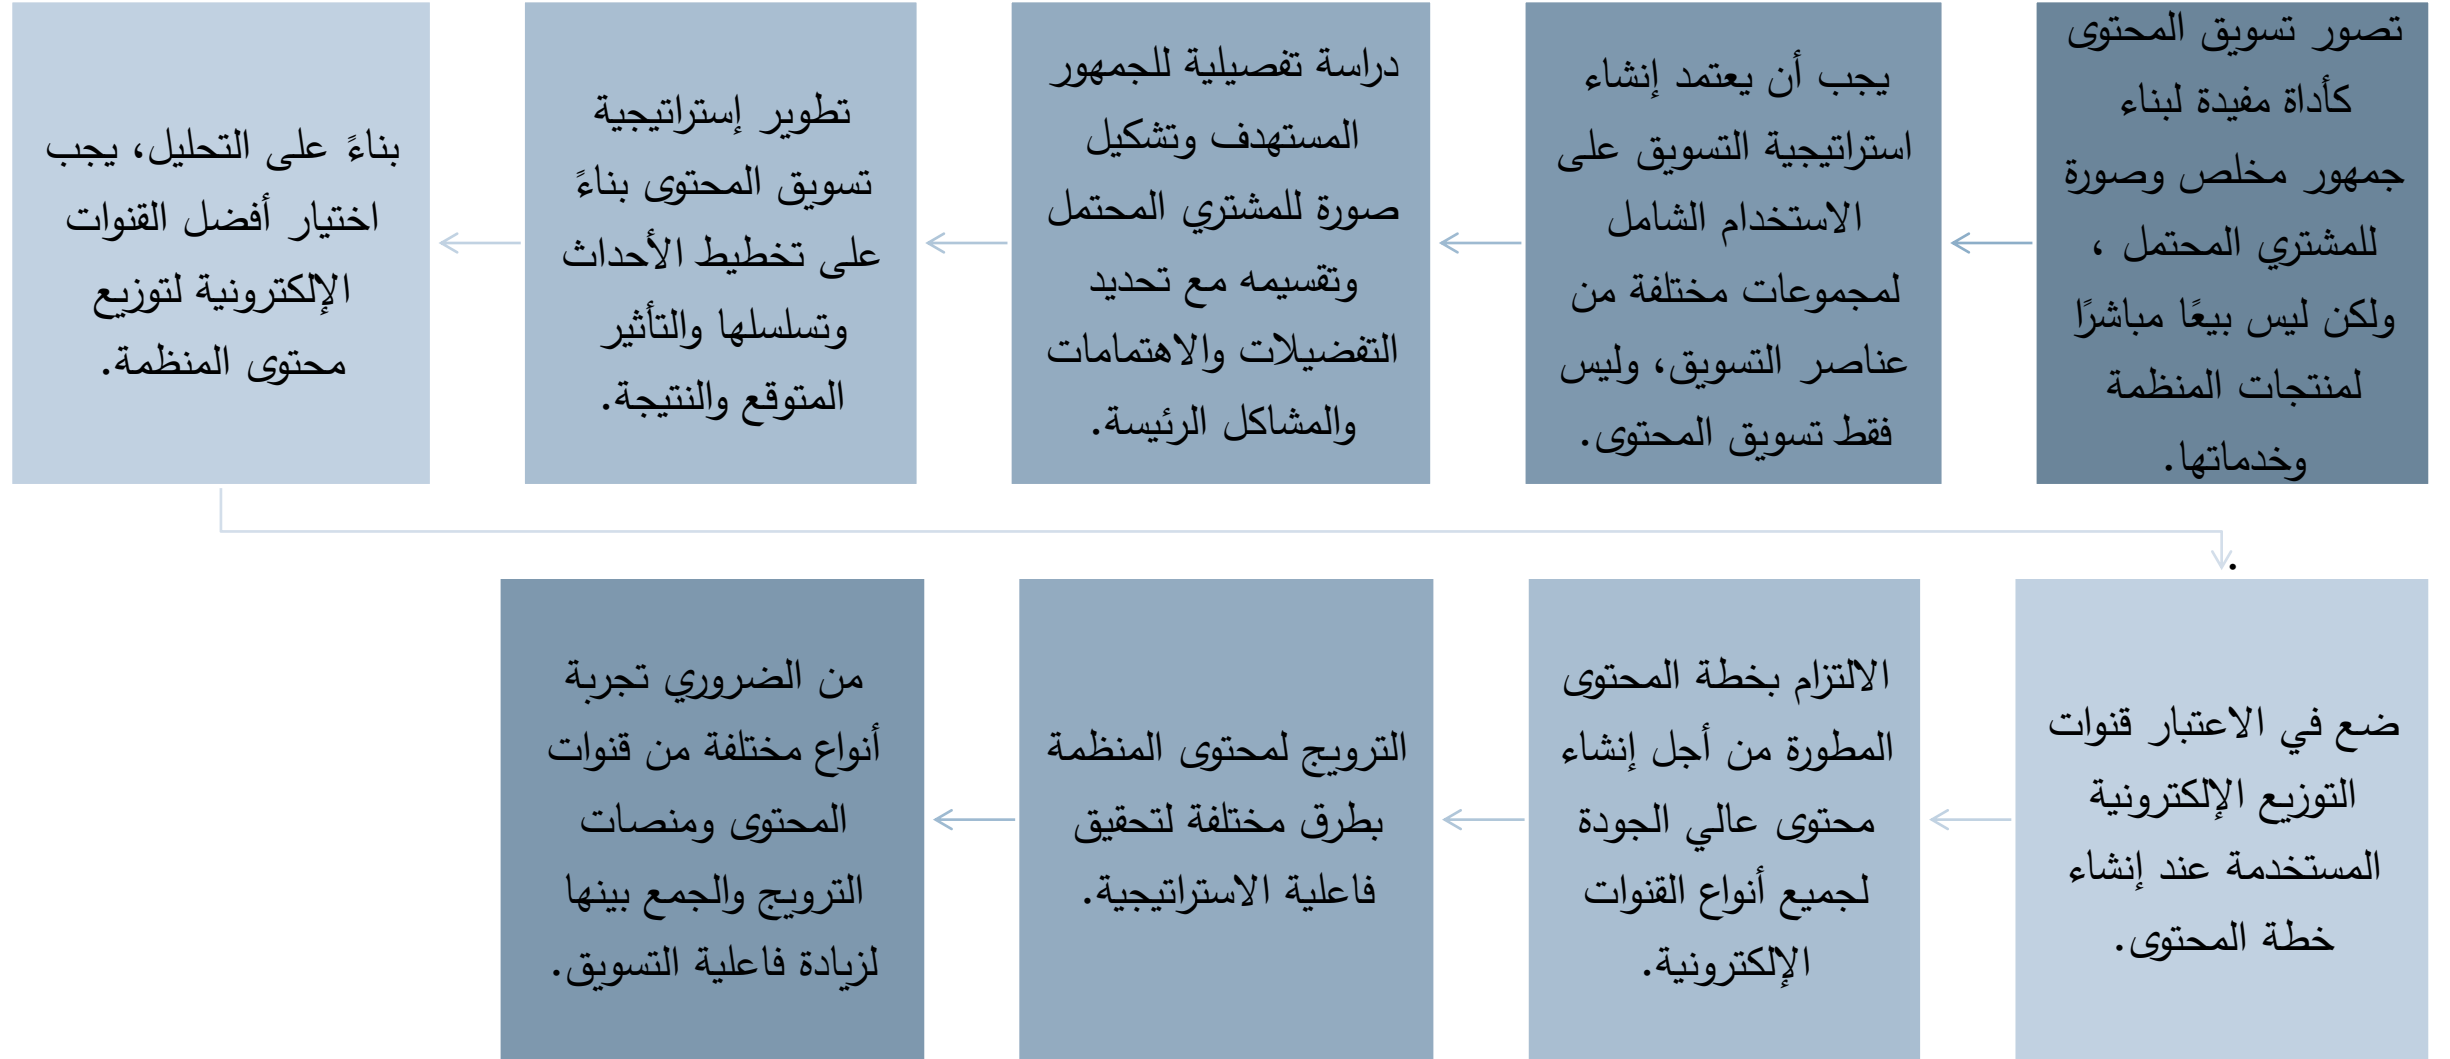 تصور تسويق المحتوى
كأداة مفيدة لبناء
جمهور مخلص وصورة
للمشتري المحتمل ،
ولكن ليس بيعًا مباشرًا
لمنتجات المنظمة
وخدماتها.
يجب أن يعتمد إنشاء
استراتيجية التسويق على
الاستخدام الشامل
لمجموعات مختلفة من
عناصر التسويق، وليس
فقط تسويق المحتوى.
دراسة تفصيلية للجمهور
المستهدف وتشكيل
صورة للمشتري المحتمل
وتقسيمه مع تحديد
التفضيلات والاهتمامات
والمشاكل الرئيسة.
تطوير إستراتيجية
تسويق المحتوى بناءً
على تخطيط الأحداث
وتسلسلها والتأثير
المتوقع والنتيجة.
بناءً على التحليل، يجب
اختيار أفضل القنوات
الإلكترونية لتوزيع
محتوى المنظمة.
.
ضع في الاعتبار قنوات
التوزيع الإلكترونية
المستخدمة عند إنشاء
خطة المحتوى.
الالتزام بخطة المحتوى
المطورة من أجل إنشاء
محتوى عالي الجودة
لجميع أنواع القنوات
الإلكترونية.
الترويج لمحتوى المنظمة
بطرق مختلفة لتحقيق
فاعلية الاستراتيجية.
من الضروري تجربة
أنواع مختلفة من قنوات
المحتوى ومنصات
الترويج والجمع بينها
لزيادة فاعلية التسويق.